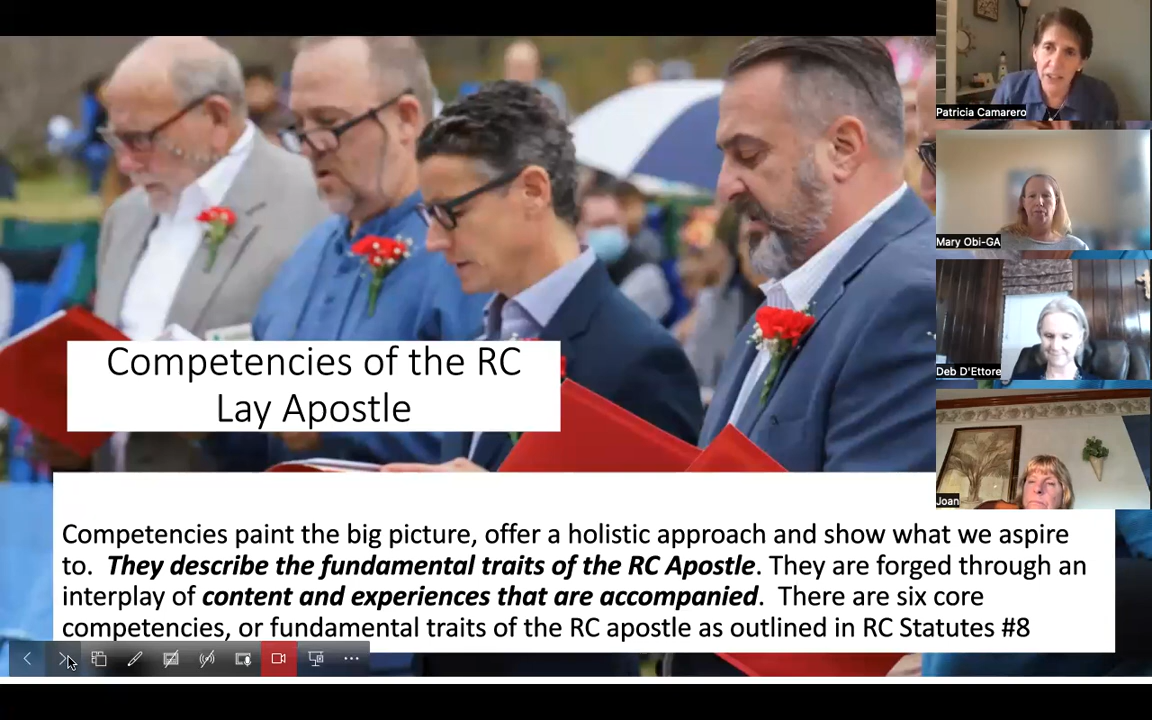 Patricia Camarero
Mary Obi-GA
Deb D'Ettore
Joan
Competencies of the RC
Lay Apostle
Competencies paint the big picture, offer a holistic approach and show what we aspire
to. They describe the fundamental traits of the RC Apostle. They are forged through an
interplay of content and experiences that are accompanied. There are six core
competencies, or fundamental traits of the RC apostle as outlined in RC Statutes #8